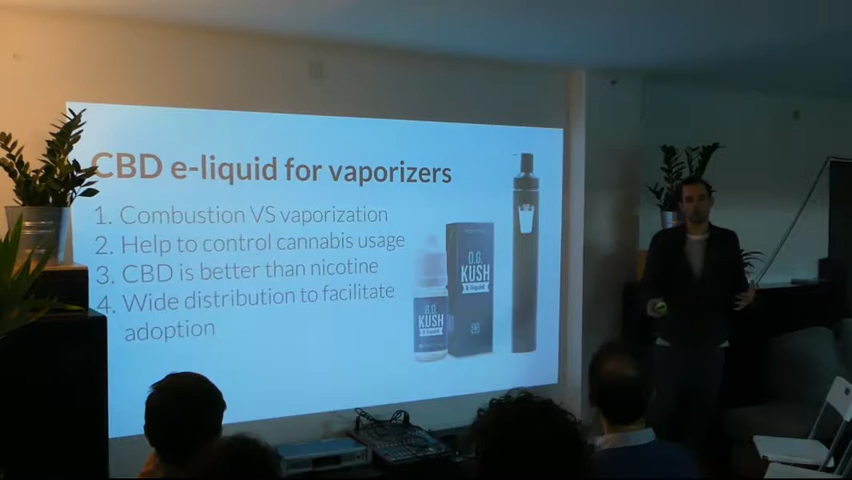 CBD e-liquid for vaporizers
1. Combustion VS vaporization
2. Help to control cannabis usage
3. CBD is better than nicotine
4. Wide distribution to facilitate
adoption
O.G.
KUSH
E-liquid
O.G.
KUSH
E-liquid